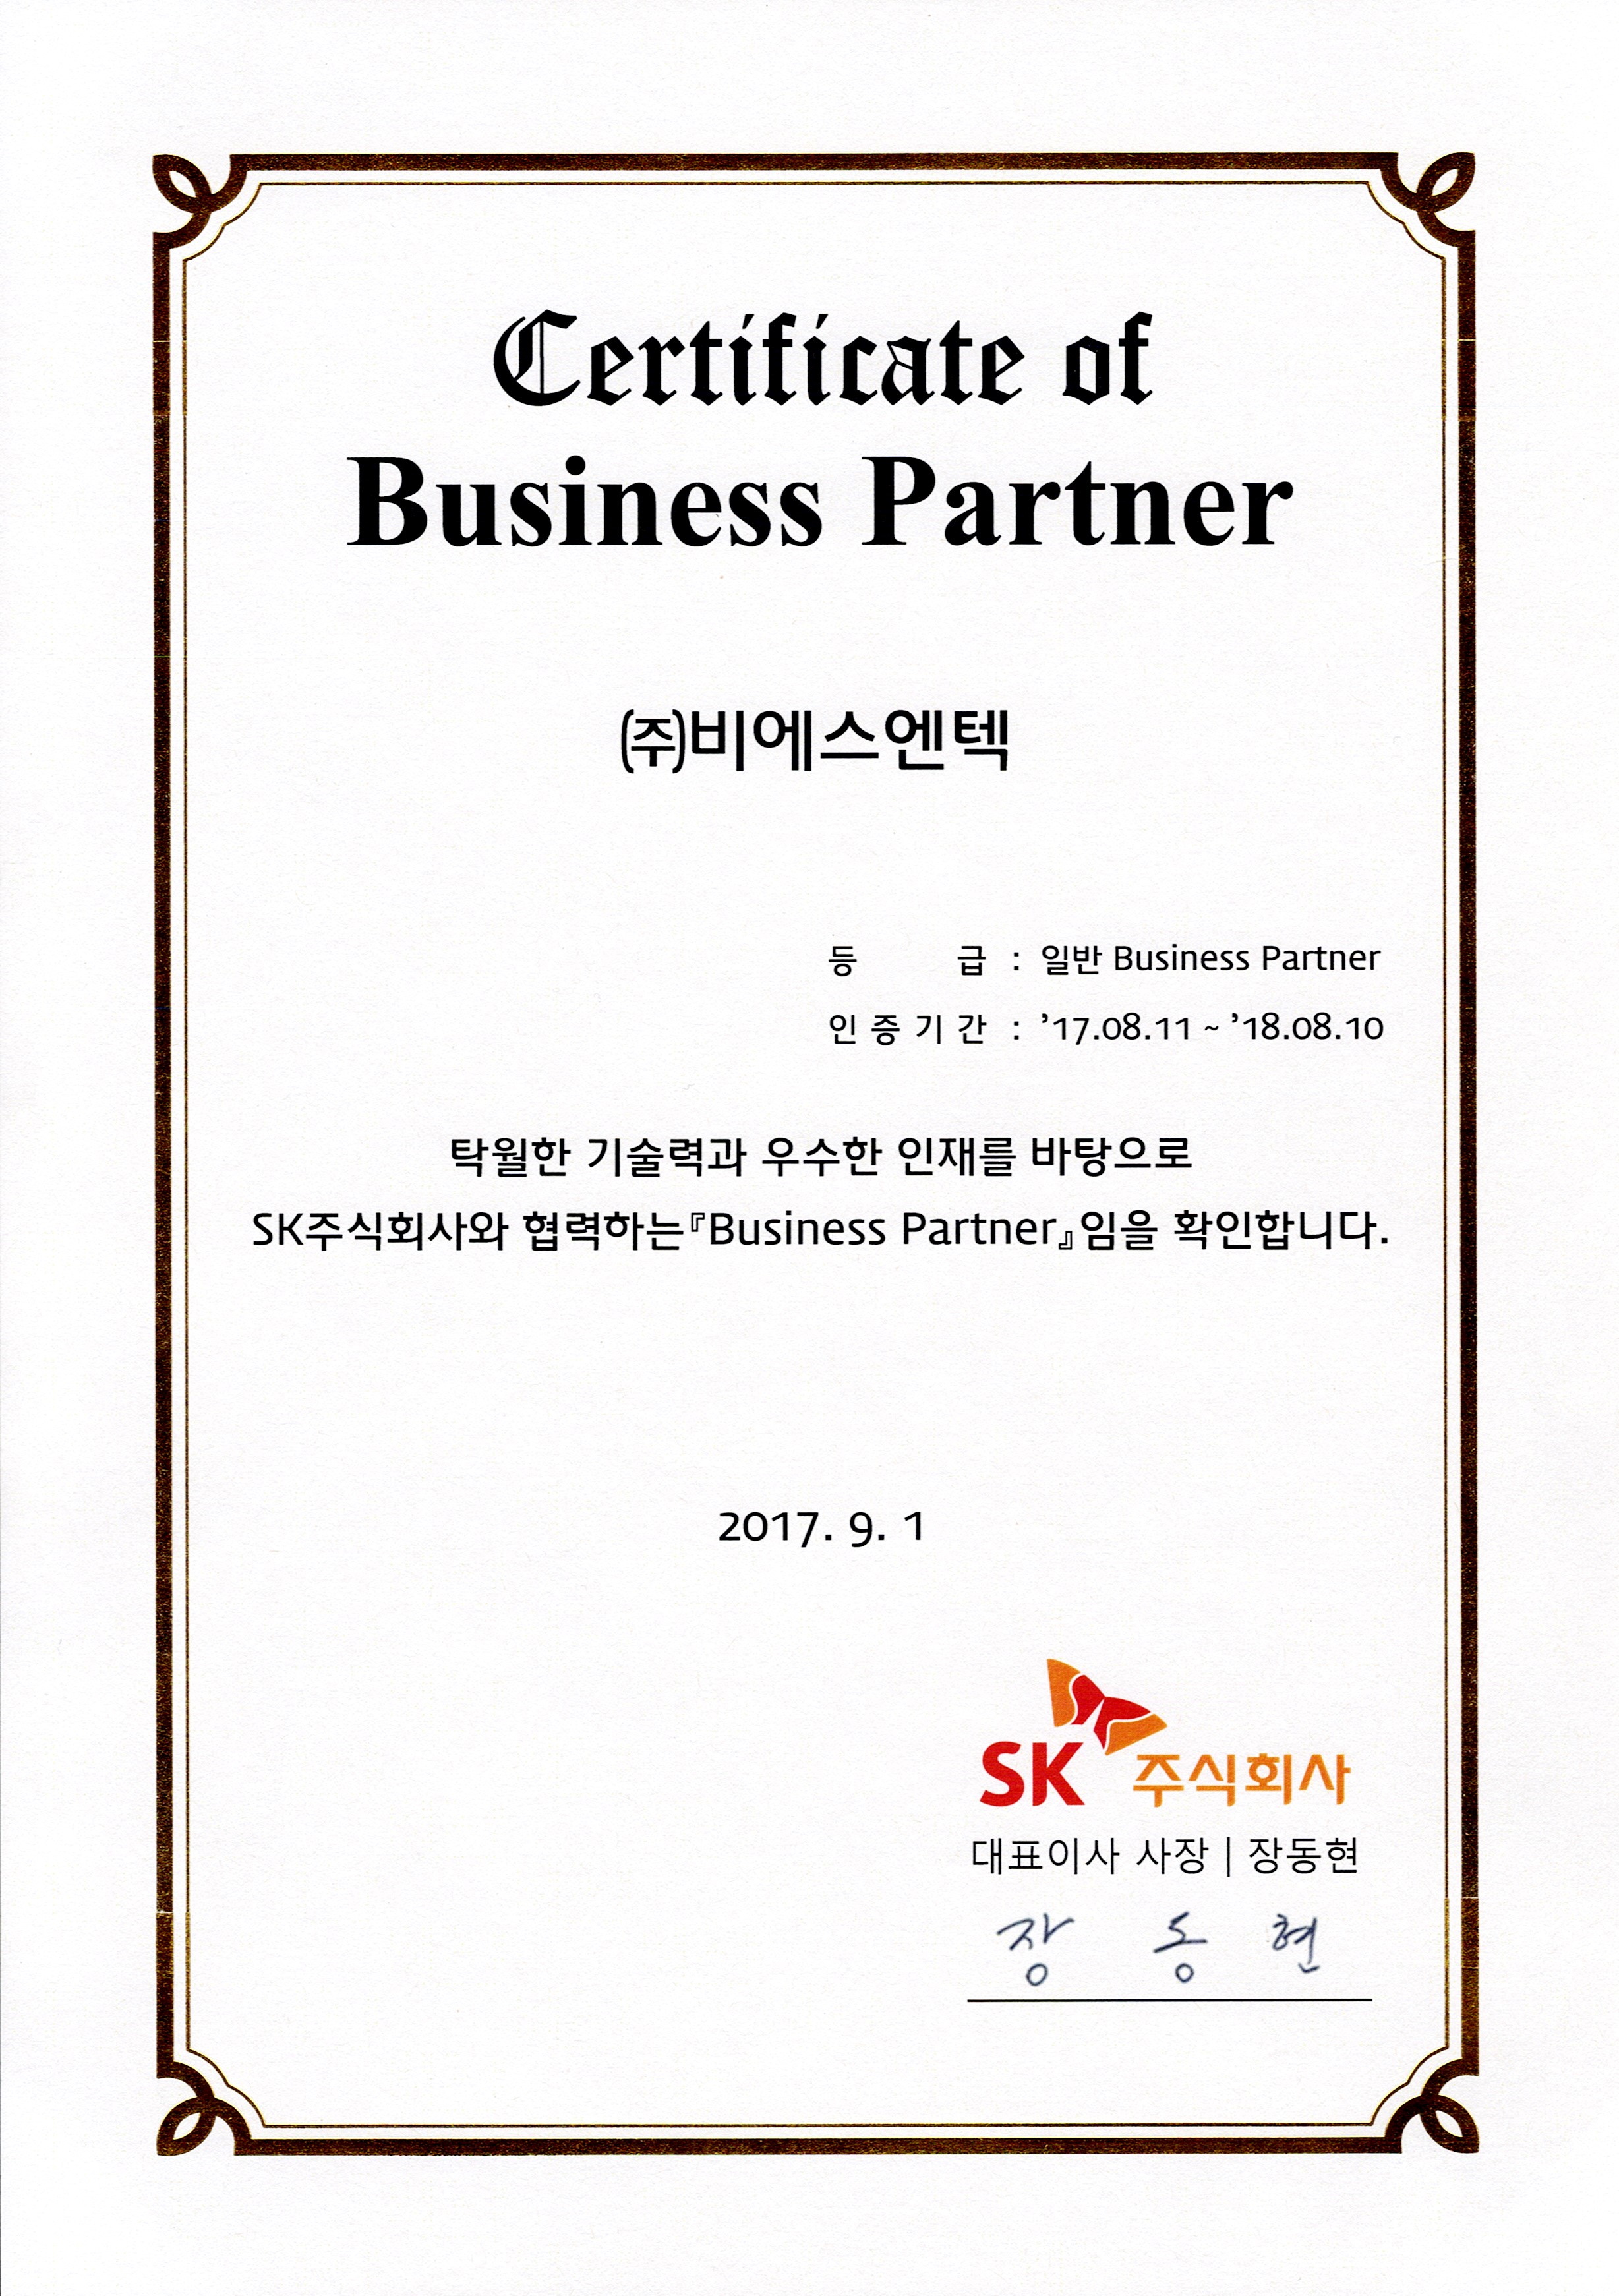 Certificate of
Business Partner
㈜비에스엔텍
등 급 : 일반 Business Partner
인 증 기 간 : ’17.08.11 ~ ’18.08.10
탁월한 기술력과 우수한 인재를 바탕으로
SK주식회사와 협력하는『Business Partner』임을 확인합니다.
2017. 9. 1
SK 주식회사
대표이사 사장 | 장동현
장 동 현